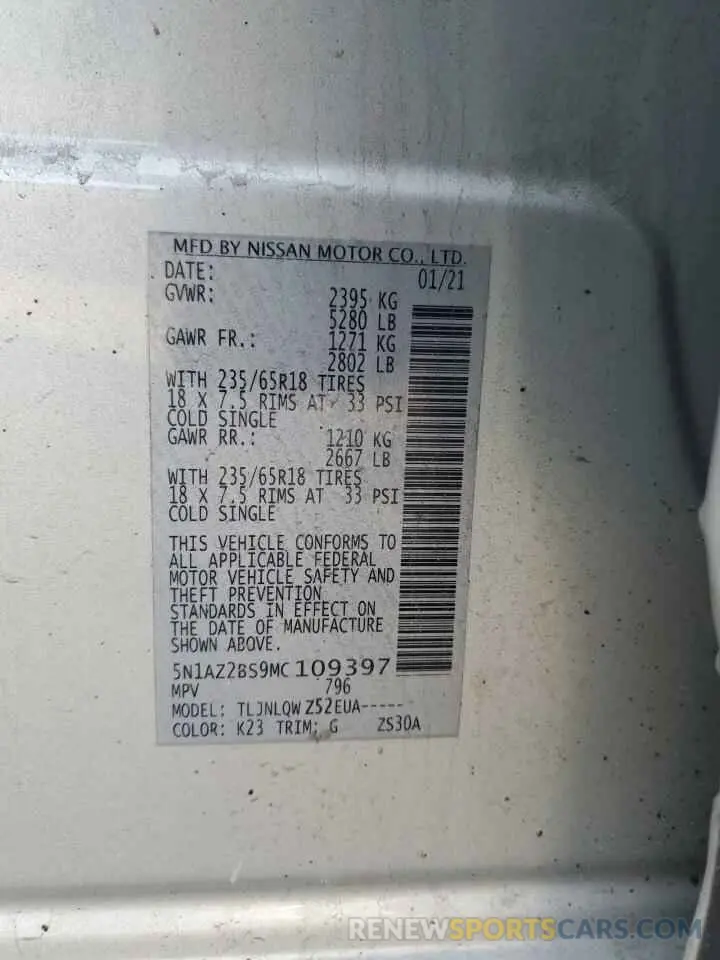 MFD BY NISSAN MOTOR CO., LTD.
DATE: 01/21
GVWR: 2395 KG
5280 LB
GAWR FR.: 1271 KG
2802 LB
WITH 235/65R18 TIRES
18 X 7.5 RIMS AT 33 PSI
COLD SINGLE
GAWR RR.: 1210 KG
2667 LB
WITH 235/65R18 TIRES
18 X 7.5 RIMS AT 33 PSI
COLD SINGLE
THIS VEHICLE CONFORMS TO
ALL APPLICABLE FEDERAL
MOTOR VEHICLE SAFETY AND
THEFT PREVENTION
STANDARDS IN EFFECT ON
THE DATE OF MANUFACTURE
SHOWN ABOVE.
5N1AZ2BS9MC109397
MPV 796
MODEL: TLJNLQWZ52EUA-----
COLOR: K23 TRIM: G ZS30A
RENEWSPORTSCARS.COM